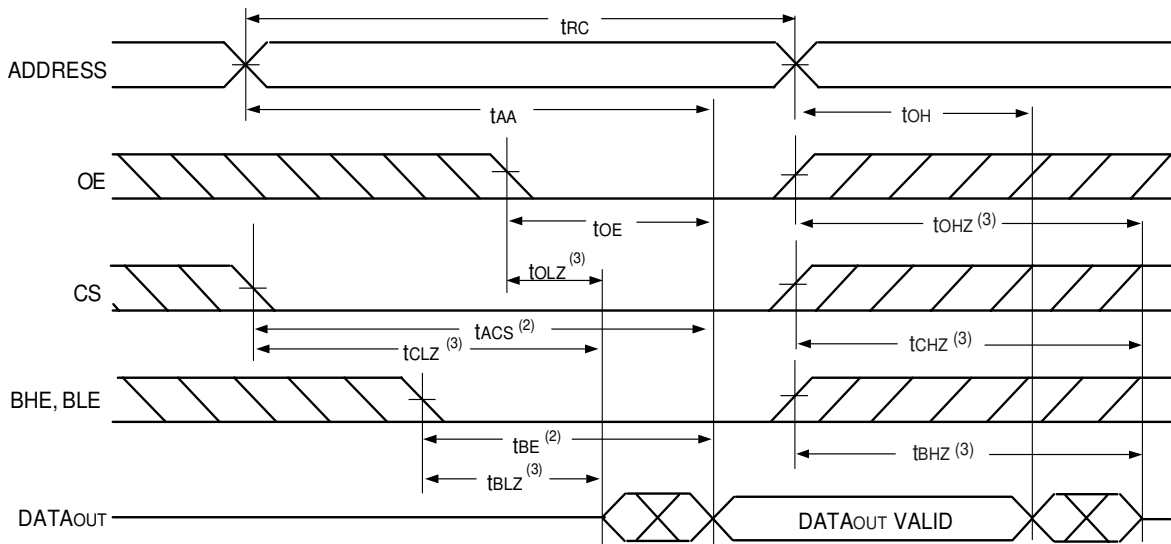 tRC
ADDRESS
tAA
tOH
OE
tOE
tOHZ (3)
tOLZ (3)
CS
tACS (2)
tCLZ (3)
tCHZ (3)
BHE, BLE
tBE (2)
tBHZ (3)
tBLZ (3)
DATAOUT
DATAOUT VALID